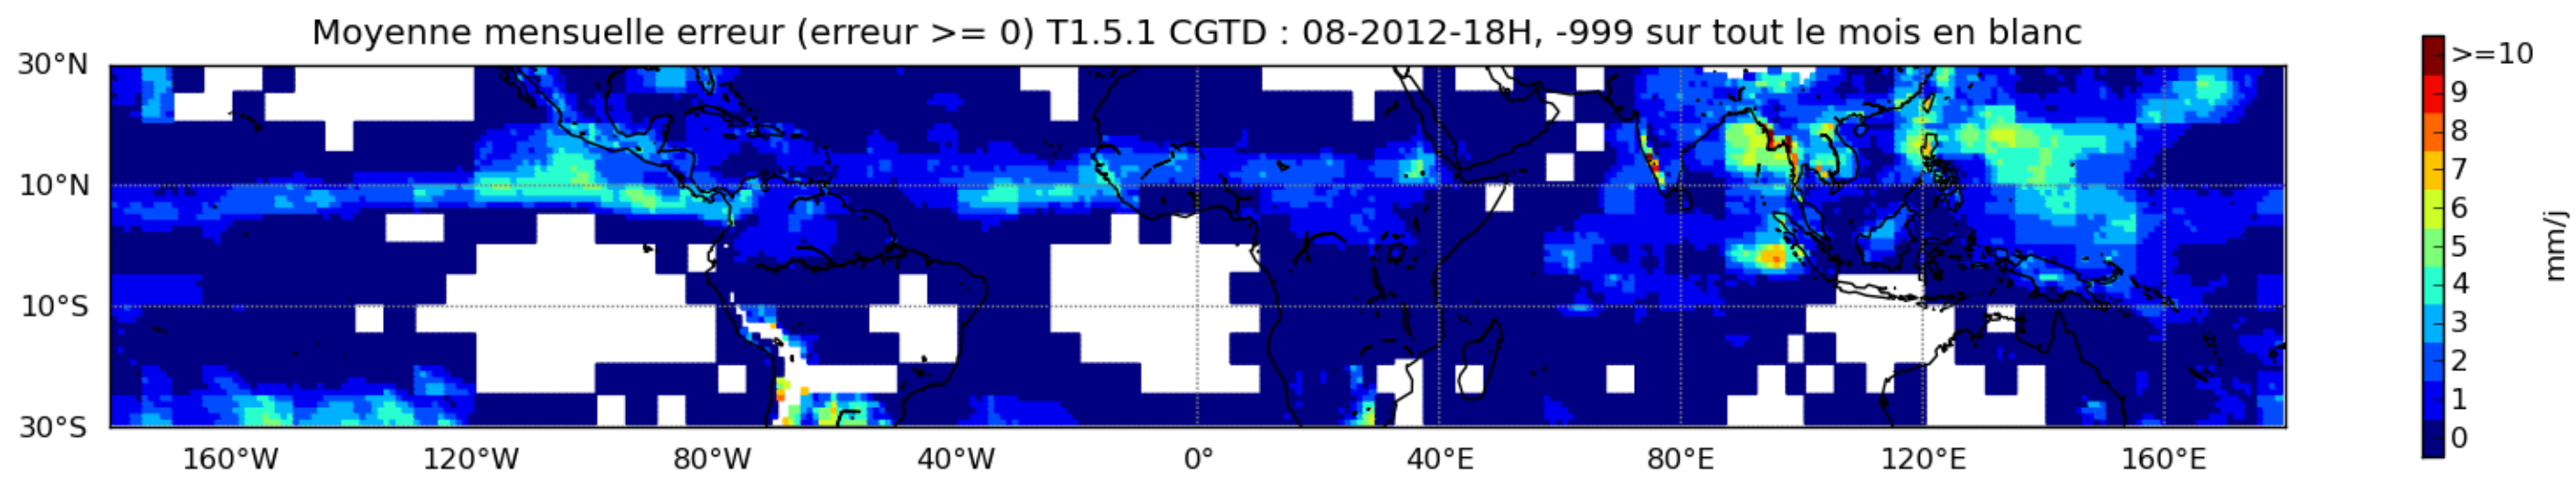 Moyenne mensuelle erreur (erreur >= 0) T1.5.1 CGTD : 08-2012-18H, -999 sur tout le mois en blanc
30°N
10°N
10°S
30°S
160°W 120°W 80°W 40°W 0° 40°E 80°E 120°E 160°E
>=10
9
8
7
6
5
4
3
2
1
0
mm/j